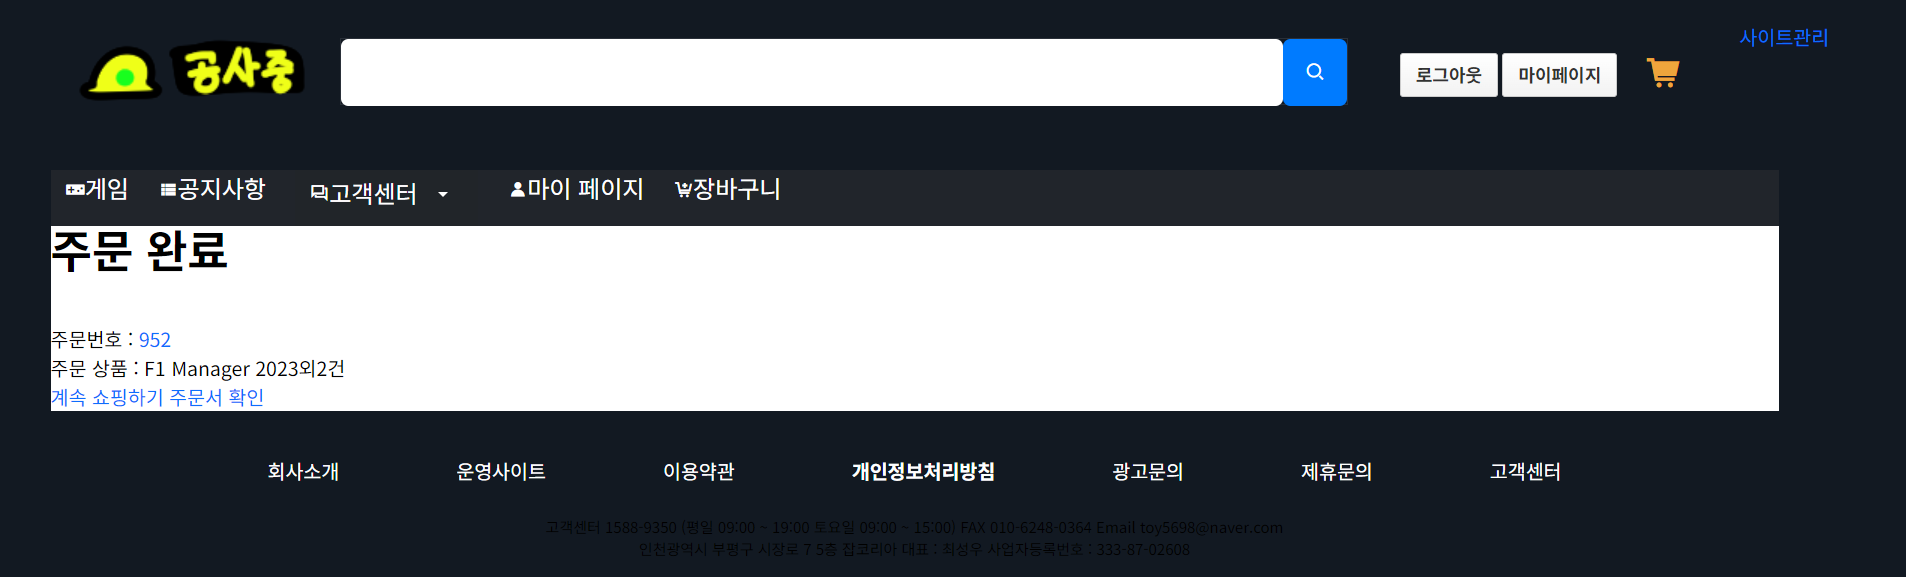 사이트관리
공사중
로그아웃 마이페이지
게임 공지사항 고객센터 마이 페이지 장바구니
주문 완료
주문번호 : 952
주문 상품 : F1 Manager 2023외2건
계속 쇼핑하기 주문서 확인
회사소개 운영사이트 이용약관 개인정보처리방침 광고문의 제휴문의 고객센터
고객센터 1588-9350 (평일 09:00 ~ 19:00 토요일 09:00 ~ 15:00) FAX 010-6248-0364 Email toy5698@naver.com
인천광역시 부평구 시장로 7 5층 잡코리아 대표 : 최성우 사업자등록번호 : 333-87-02608